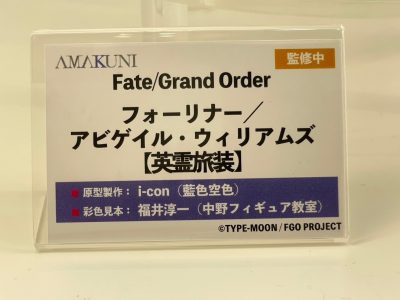 AMAKUNI
監修中
Fate/Grand Order
フォーリナー／
アビゲイル・ウィリアムズ
【英霊旅装】
■ 原型製作： i-con（藍色空色）
■ 彩色見本： 福井淳一（中野フィギュア教室）
©TYPE-MOON / FGO PROJECT